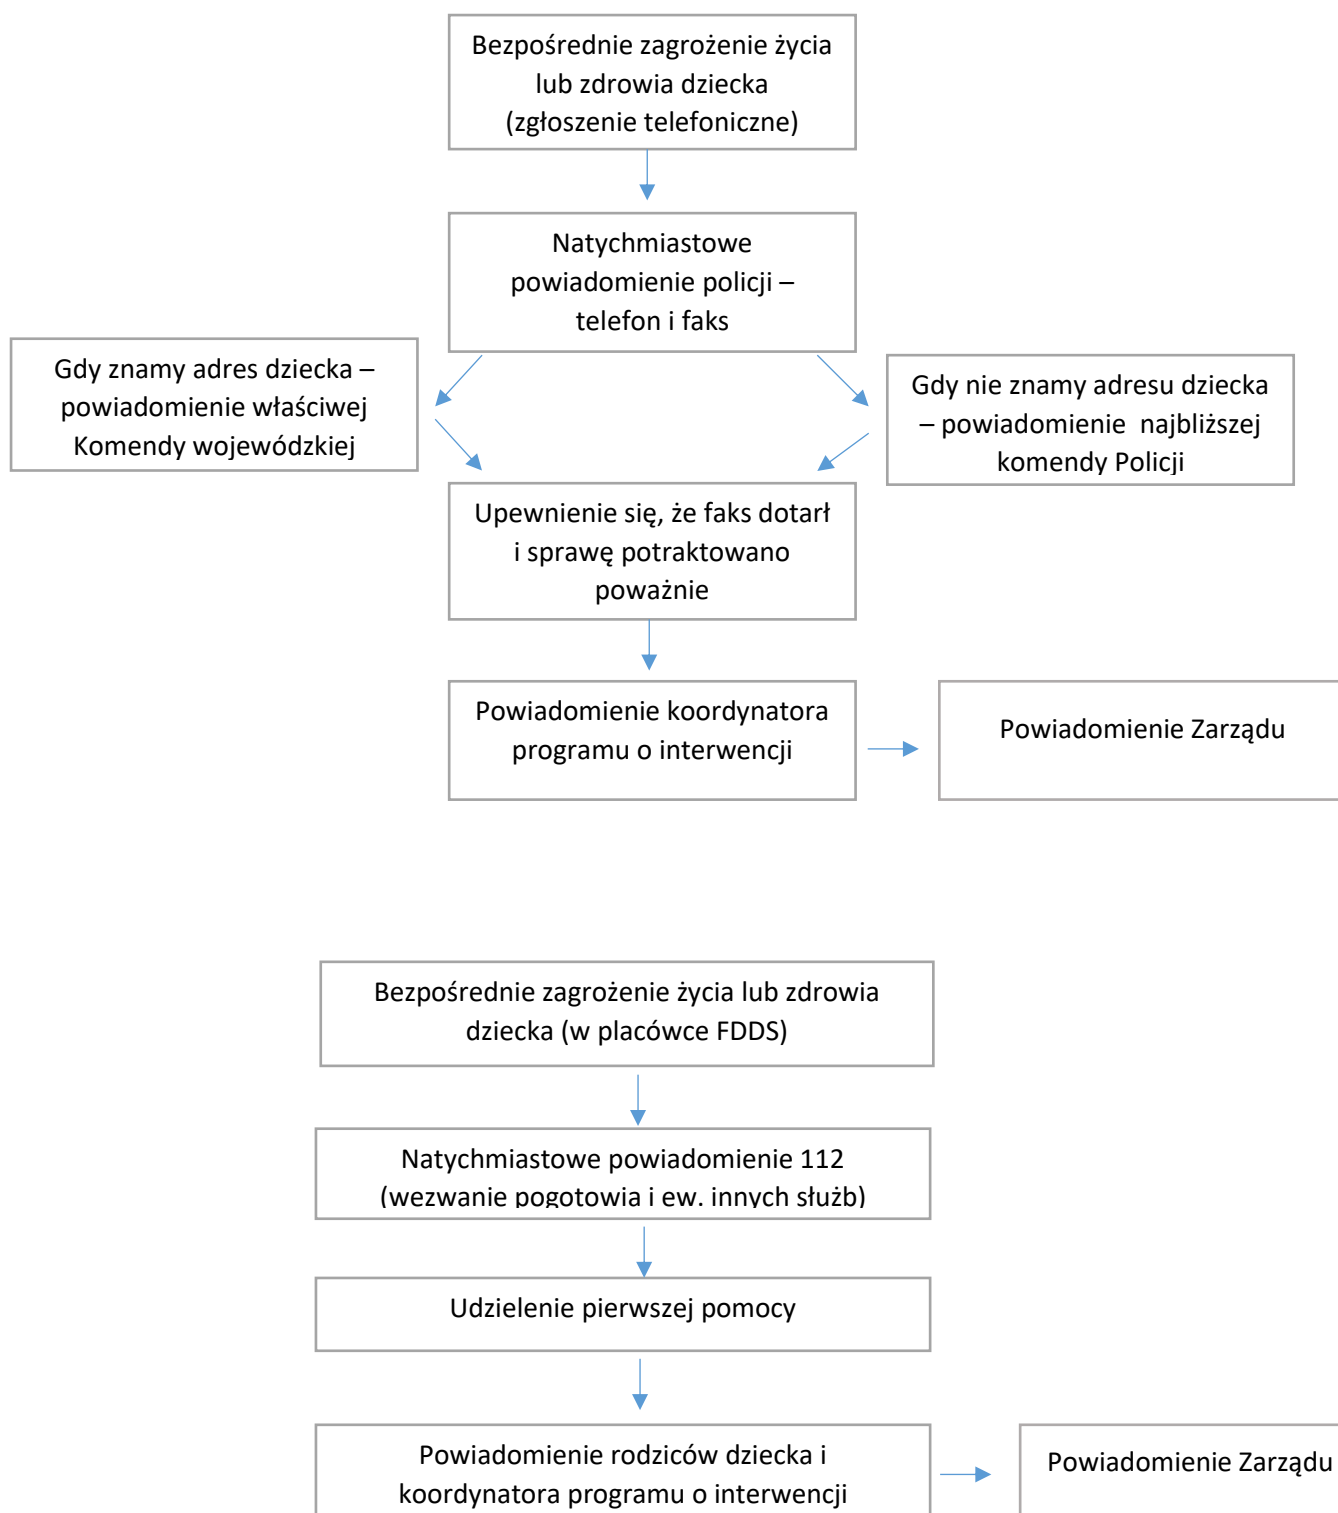 Bezpośrednie zagrożenie życia
lub zdrowia dziecka
(zgłoszenie telefoniczne)
Natychmiastowe
powiadomienie policji –
telefon i faks
Gdy znamy adres dziecka –
powiadomienie właściwej
Komendy wojewódzkiej
Gdy nie znamy adresu dziecka
– powiadomienie najbliższej
komendy Policji
Upewnienie się, że faks dotarł
i sprawę potraktowano
poważnie
Powiadomienie koordynatora
programu o interwencji
Powiadomienie Zarządu
Bezpośrednie zagrożenie życia lub zdrowia
dziecka (w placówce FDDS)
Natychmiastowe powiadomienie 112
(wezwanie pogotowia i ew. innych służb)
Udzielenie pierwszej pomocy
Powiadomienie rodziców dziecka i
koordynatora programu o interwencji
Powiadomienie Zarządu